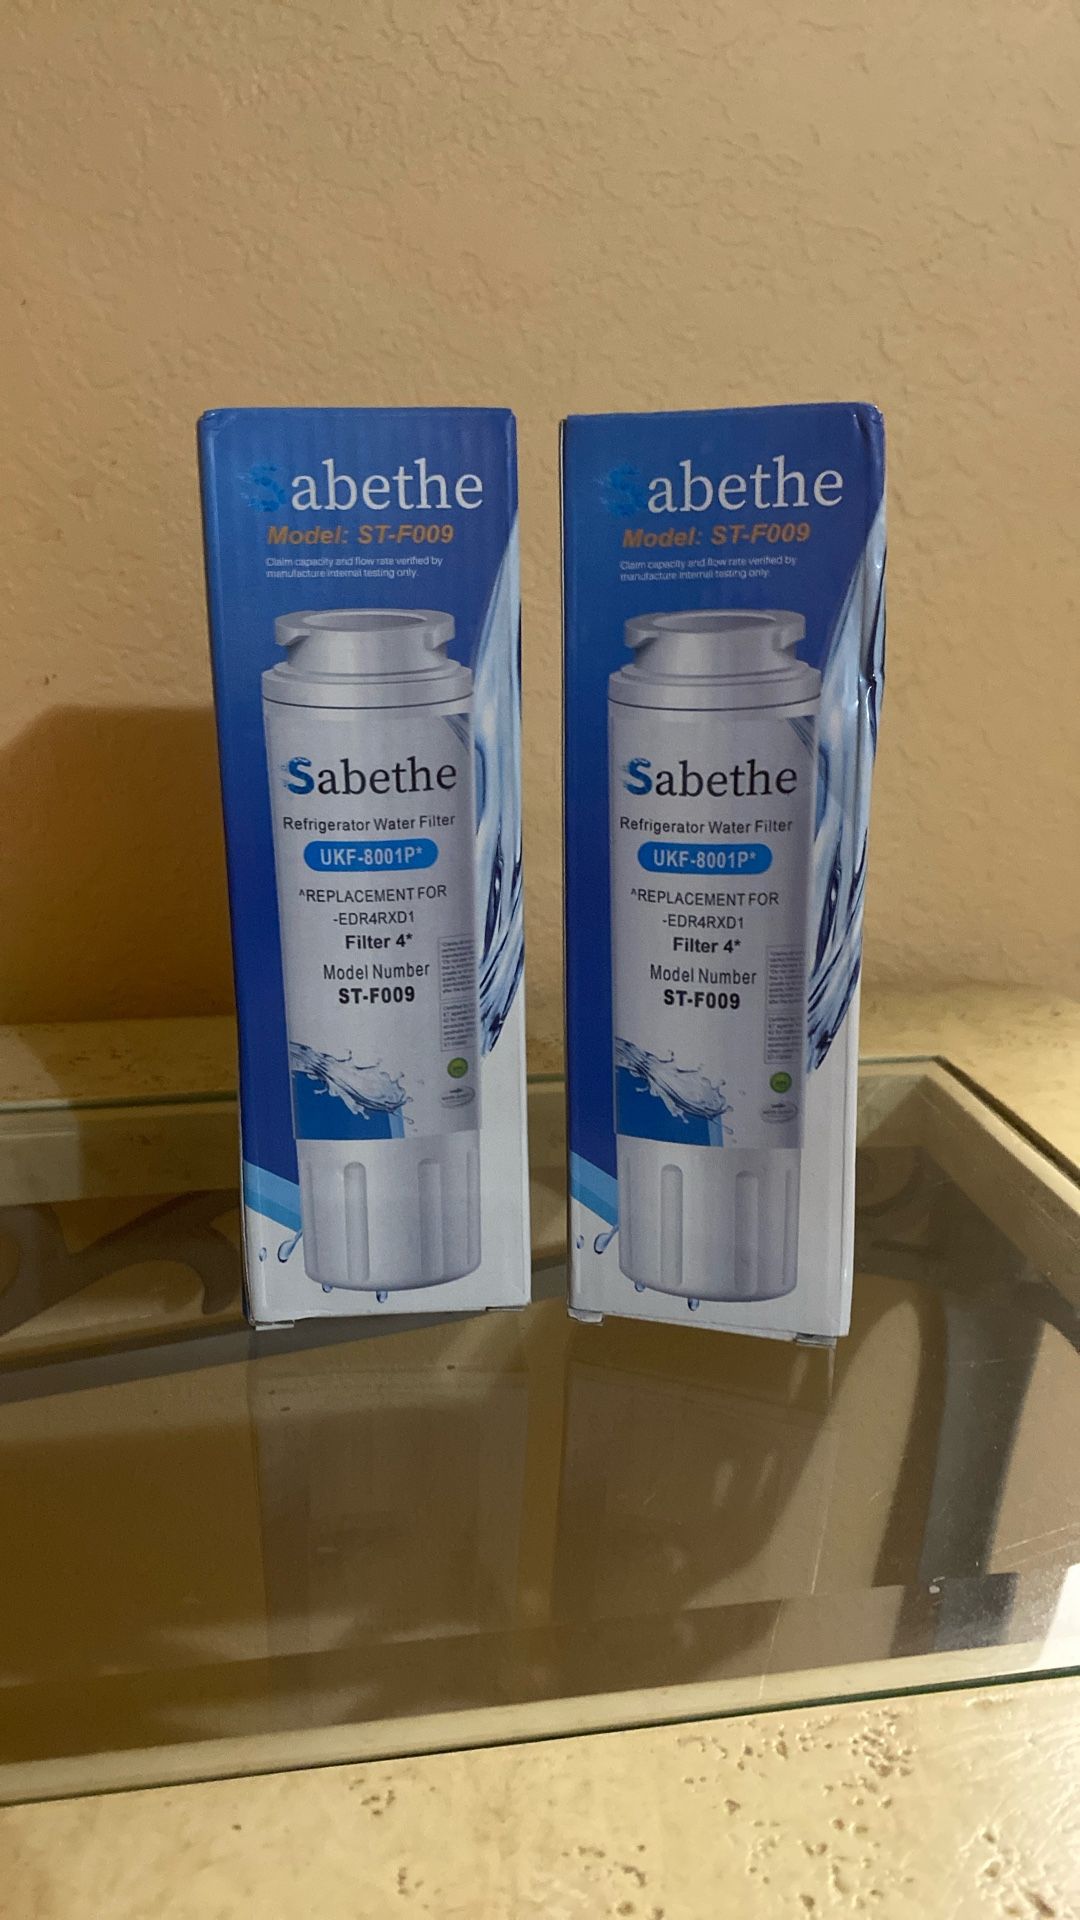 Sabethe
Model: ST-F009
Claim capacity and flow rate verified by
manufacture internal testing only.
Sabethe
Refrigerator Water Filter
UKF-8001P*
^REPLACEMENT FOR
-EDR4RXD1
Filter 4*
Model Number
ST-F009
Sabethe
Model: ST-F009
Claim capacity and flow rate verified by
manufacture internal testing only.
Sabethe
Refrigerator Water Filter
UKF-8001P*
^REPLACEMENT FOR
-EDR4RXD1
Filter 4*
Model Number
ST-F009